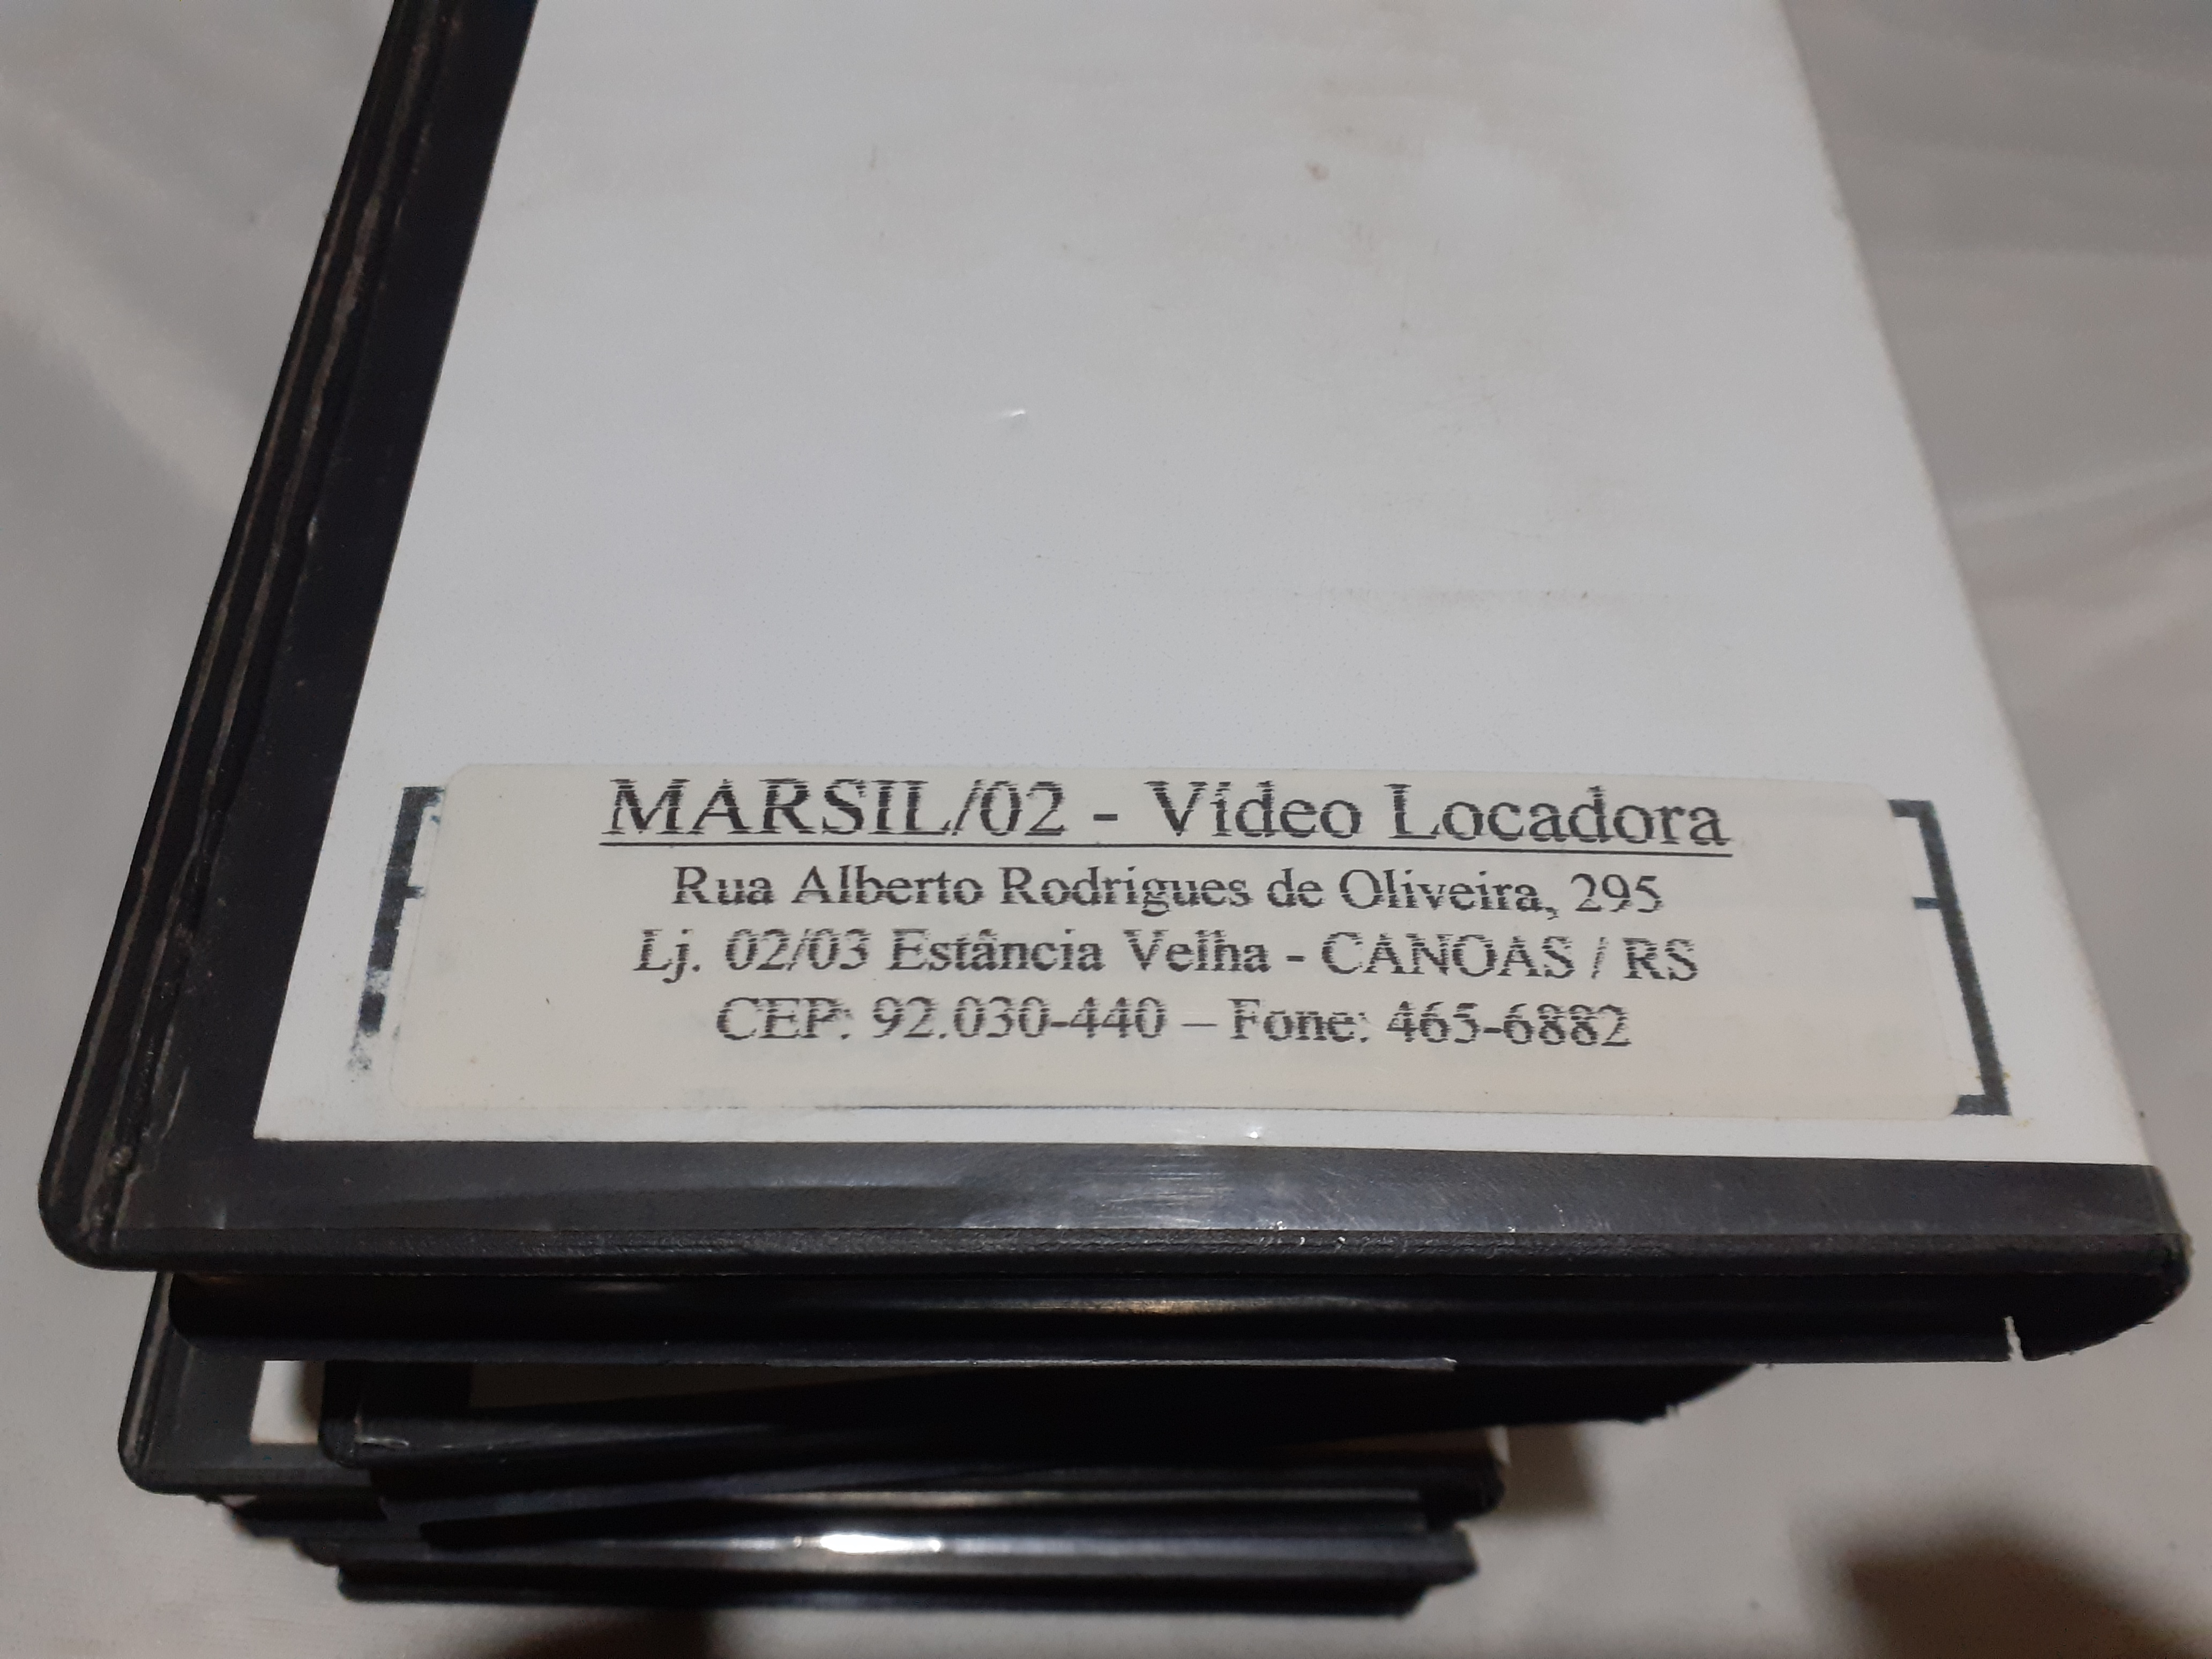 MARSIL/02 - Vídeo Locadora
Rua Alberto Rodrigues de Oliveira, 295
Lj. 02/03 Estância Velha - CANOAS / RS
CEP: 92.030-440 – Fone: 465-6882